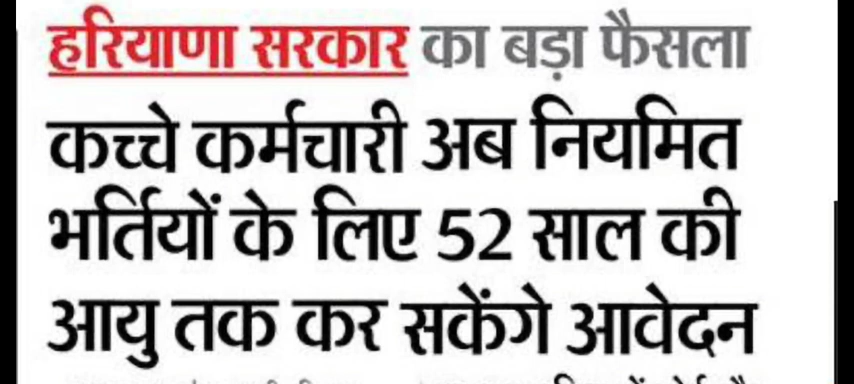 हरियाणा सरकार का बड़ा फैसला
कच्चे कर्मचारी अब नियमित
भर्तियों के लिए 52 साल की
आयु तक कर सकेंगे आवेदन